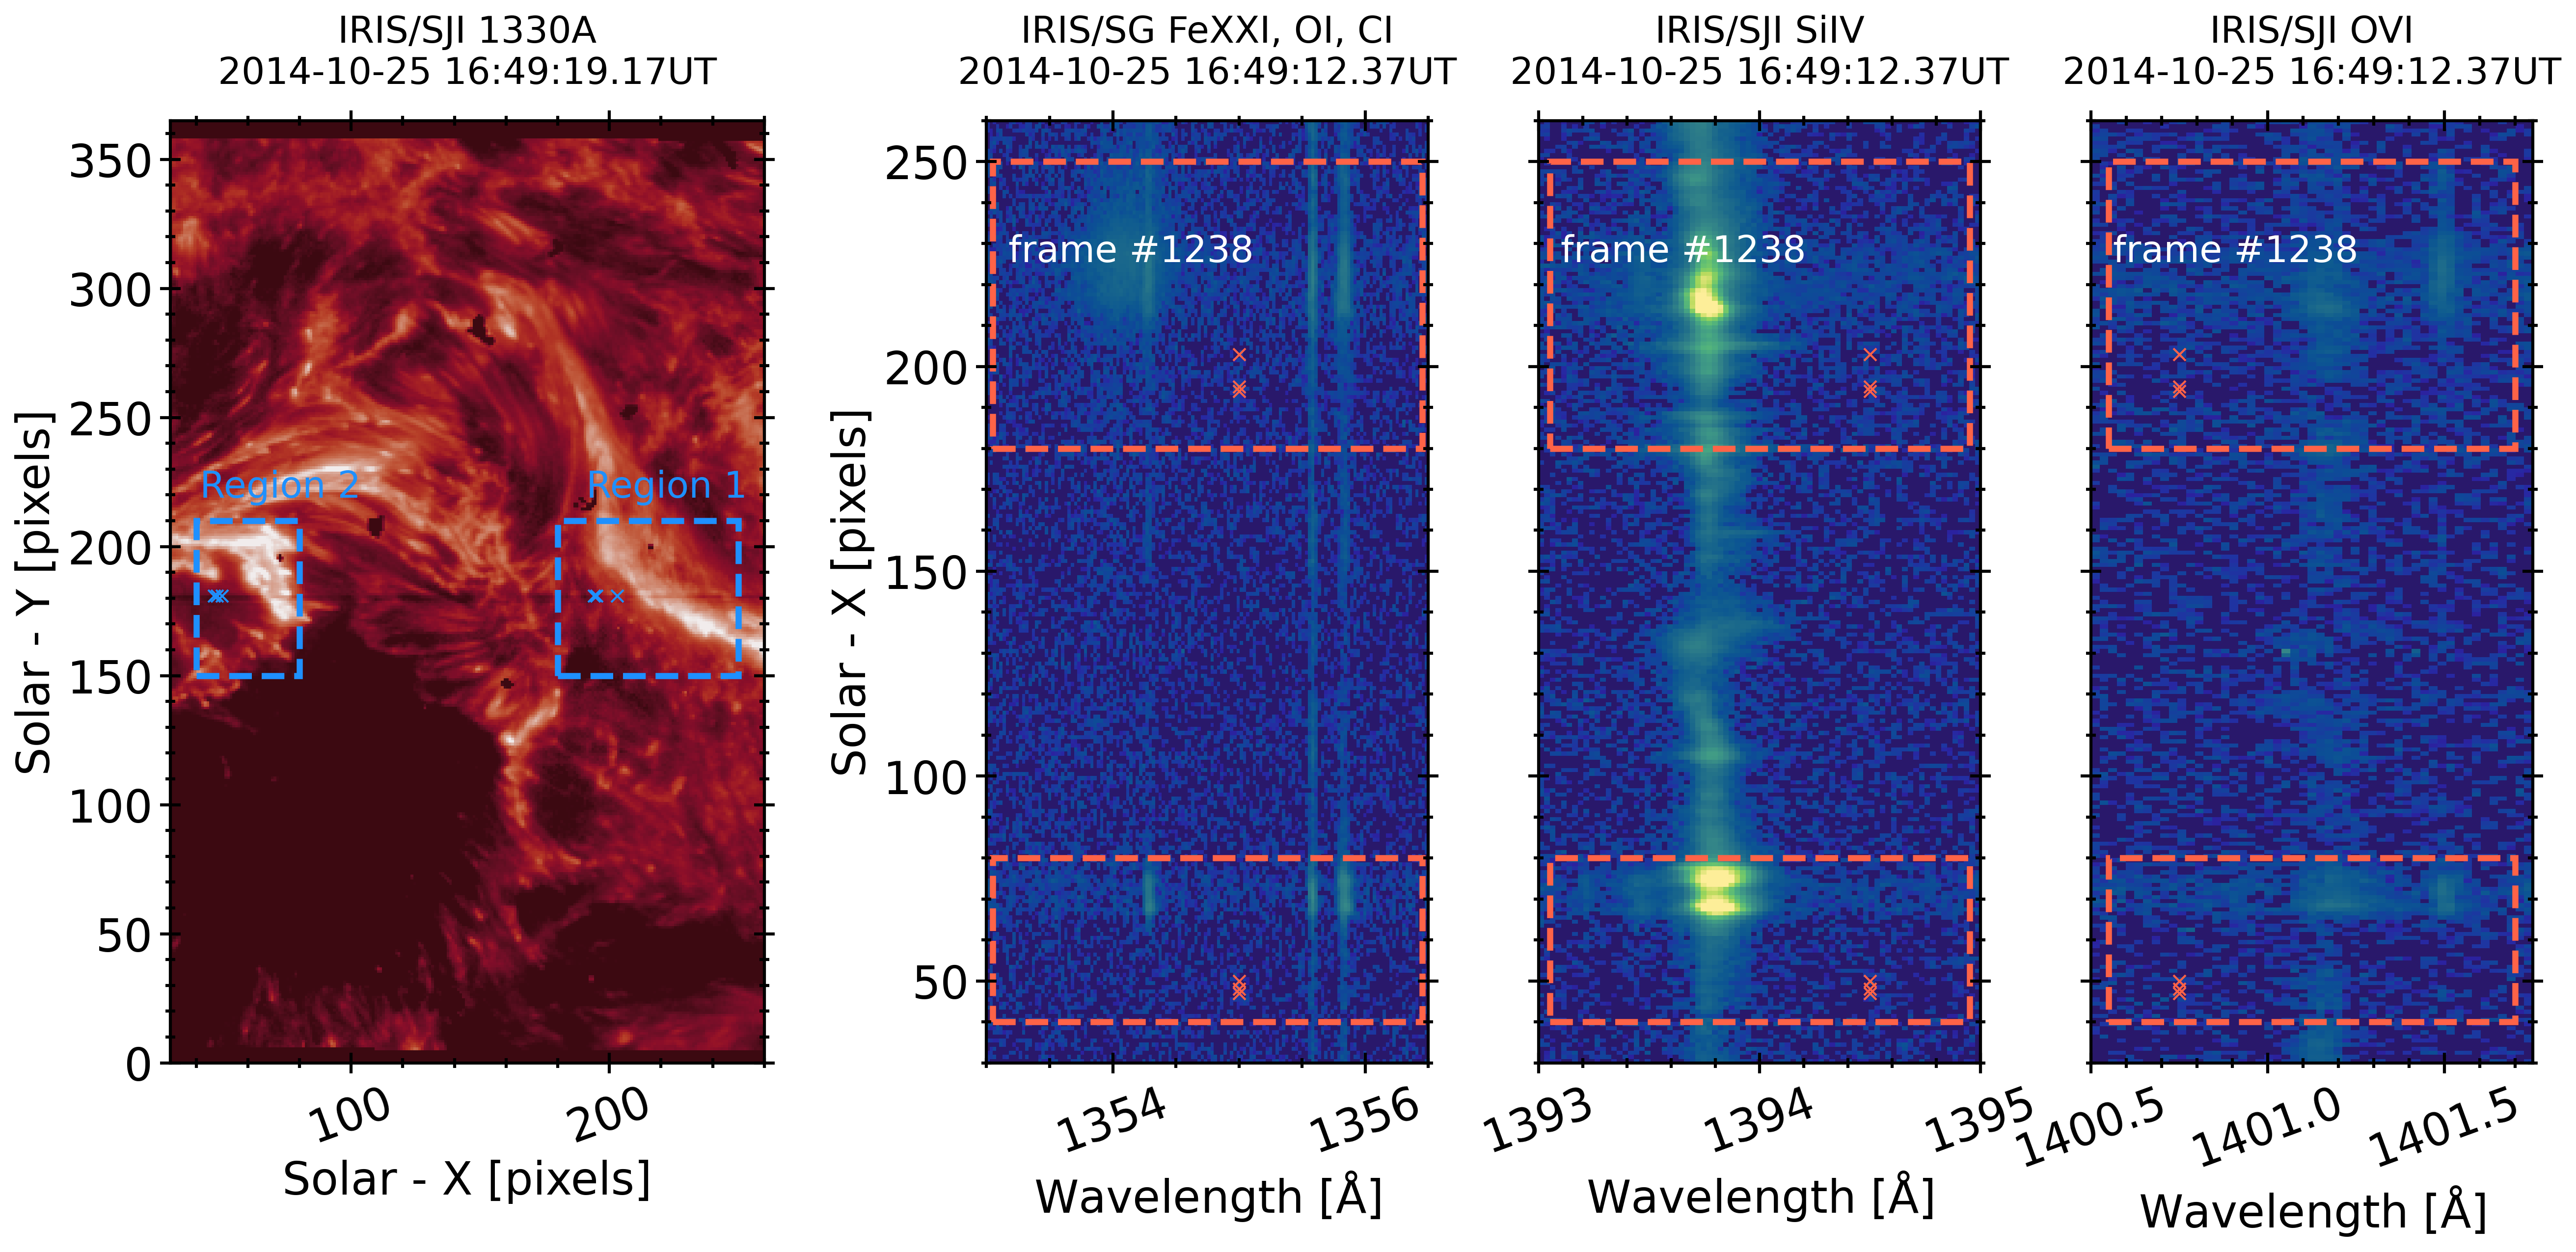 IRIS/SJI 1330A
2014-10-25 16:49:19.17UT
IRIS/SG FeXXI, OI, CI
2014-10-25 16:49:12.37UT
IRIS/SJI SiIV
2014-10-25 16:49:12.37UT
IRIS/SJI OVI
2014-10-25 16:49:12.37UT
Solar - Y [pixels]
350
300
250
200
150
100
50
0
Region 2
Region 1
100
200
Solar - X [pixels]
Solar - X [pixels]
250
200
150
100
50
frame #1238
1354
1356
Wavelength [Å]
frame #1238
1393
1394
1395
Wavelength [Å]
frame #1238
1400.5
1401.0
1401.5
Wavelength [Å]